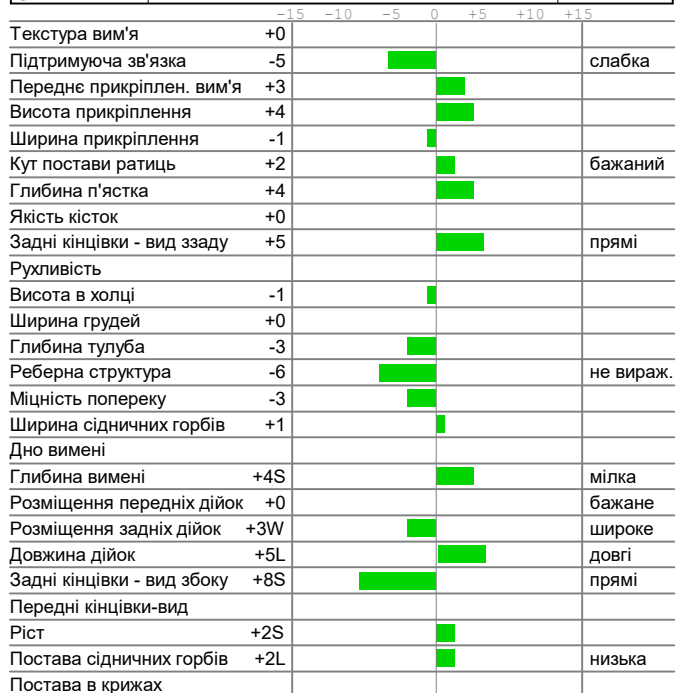 -15 -10 -5 0 +5 +10 +15
Текстура вим'я +0
Підтримуюча зв'язка -5 слабка
Переднє прикріплен. вим'я +3
Висота прикріплення +4
Ширина прикріплення -1
Кут постави ратиць +2 бажаний
Глибина п'ястка +4
Якість кісток +0
Задні кінцівки - вид ззаду +5 прямі
Рухливість
Висота в холці -1
Ширина грудей +0
Глибина тулуба -3
Реберна структура -6 не вираж.
Міцність попереку -3
Ширина сідничних горбів +1
Дно вимені
Глибина вимені +4S мілка
Розміщення передніх дійок +0 бажане
Розміщення задніх дійок +3W широке
Довжина дійок +5L довгі
Задні кінцівки - вид збоку +8S прямі
Передні кінцівки-вид
Ріст +2S
Постава сідничних горбів +2L низька
Постава в крижах